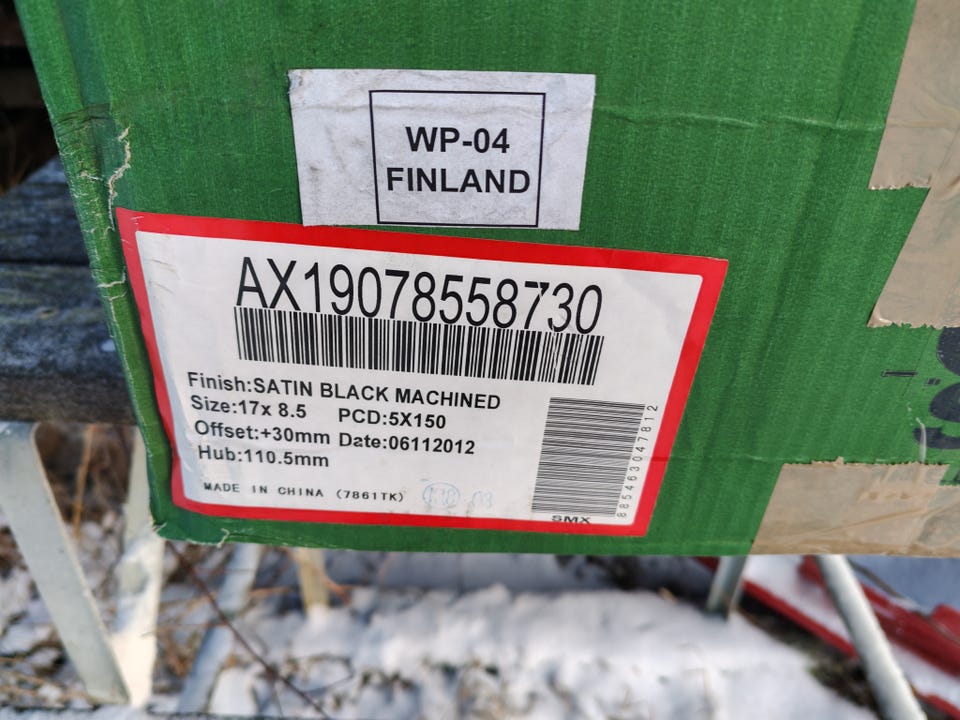 WP-04
FINLAND
AX19078558730
Finish:SATIN BLACK MACHINED
Size:17x 8.5 PCD:5X150
Offset:+30mm Date:06112012
Hub:110.5mm
MADE IN CHINA (7861TK)
SMX
885463047812